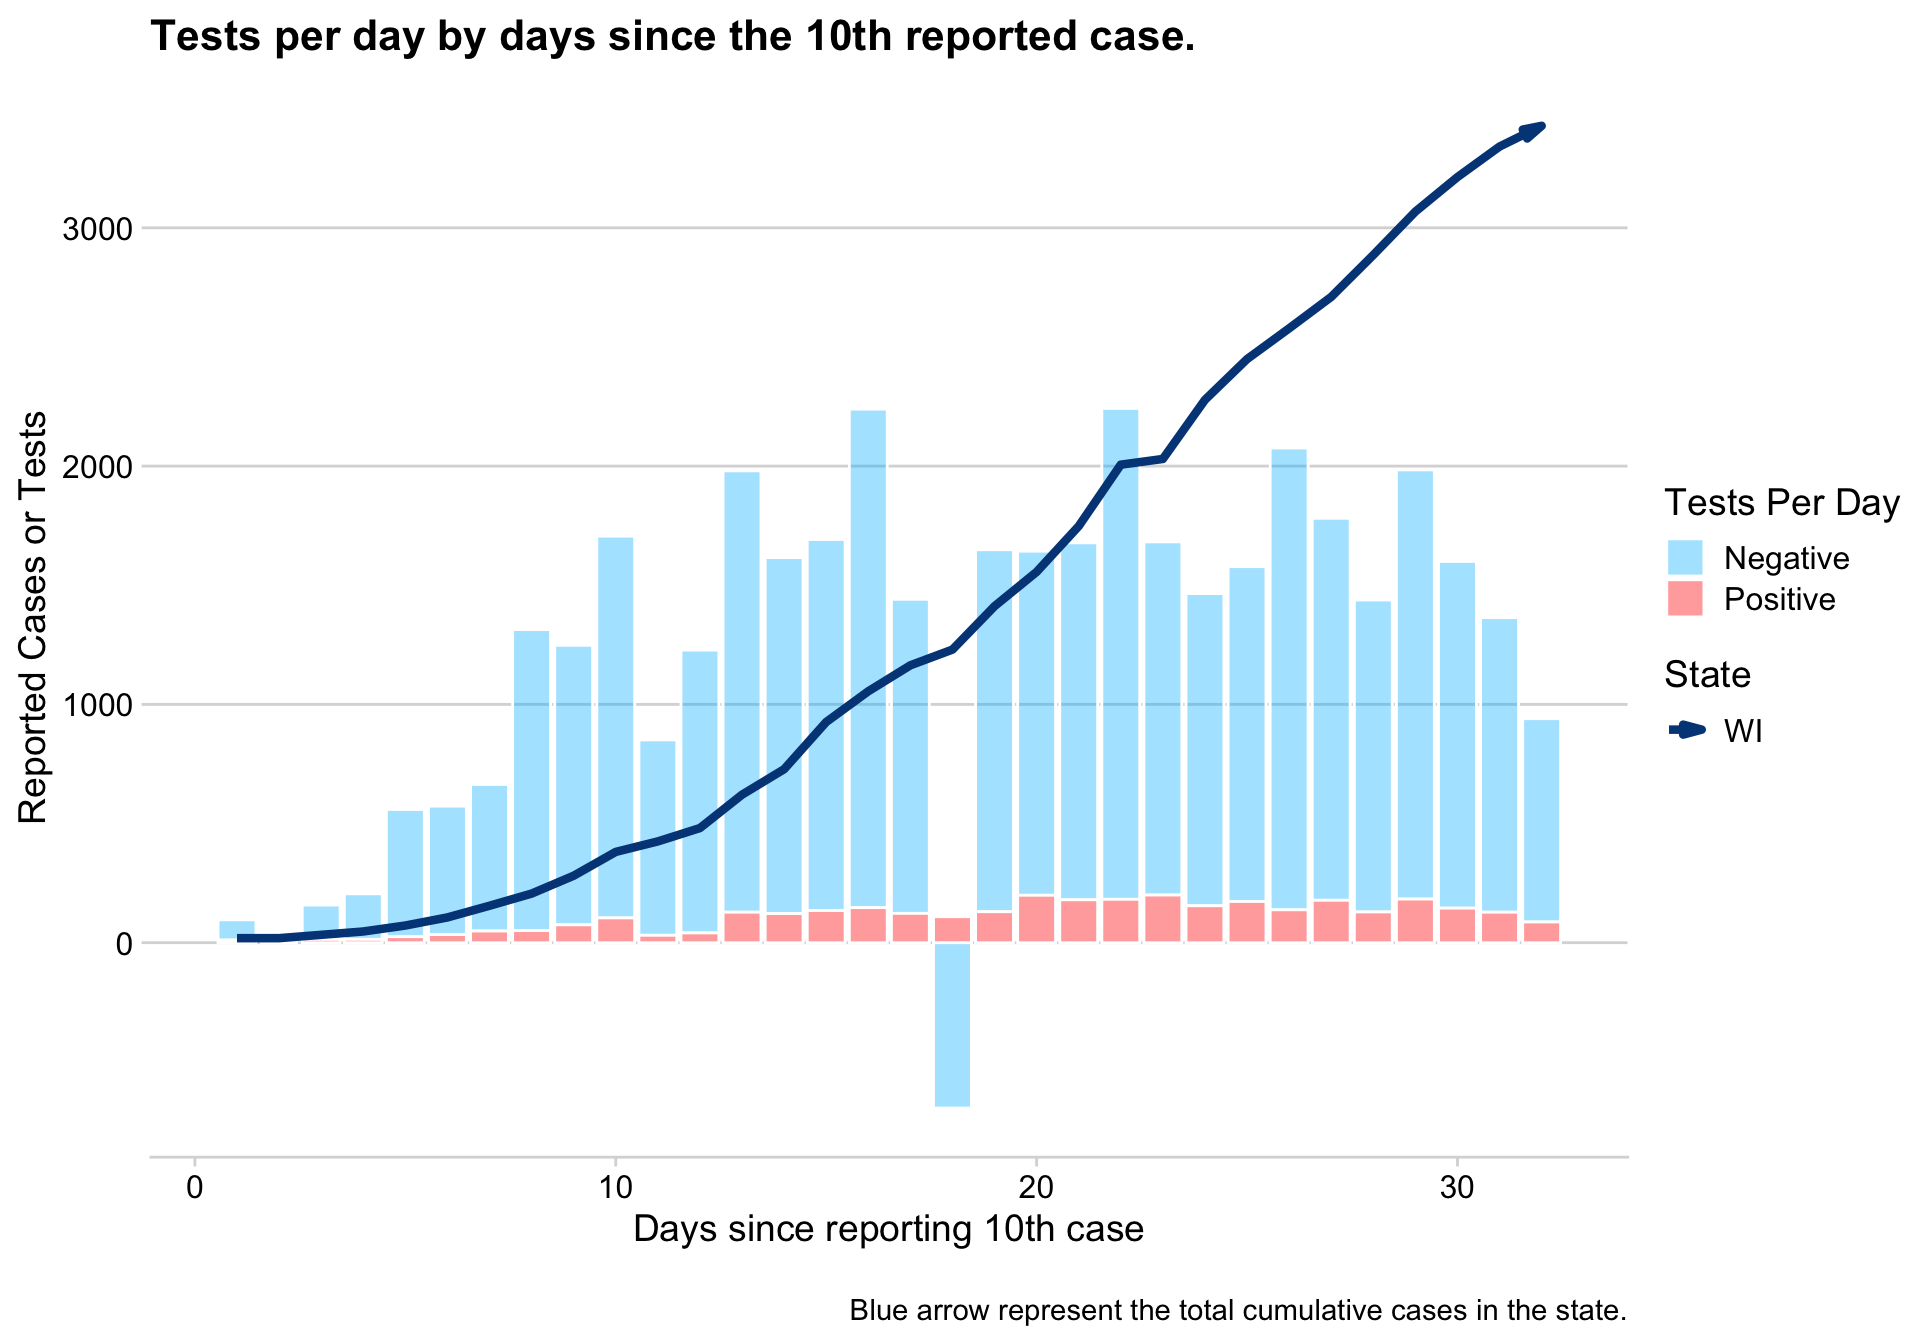 Tests per day by days since the 10th reported case.
Reported Cases or Tests
3000
2000
1000
0
0
10
20
30
Days since reporting 10th case
Tests Per Day
Negative
Positive
State
WI
Blue arrow represent the total cumulative cases in the state.